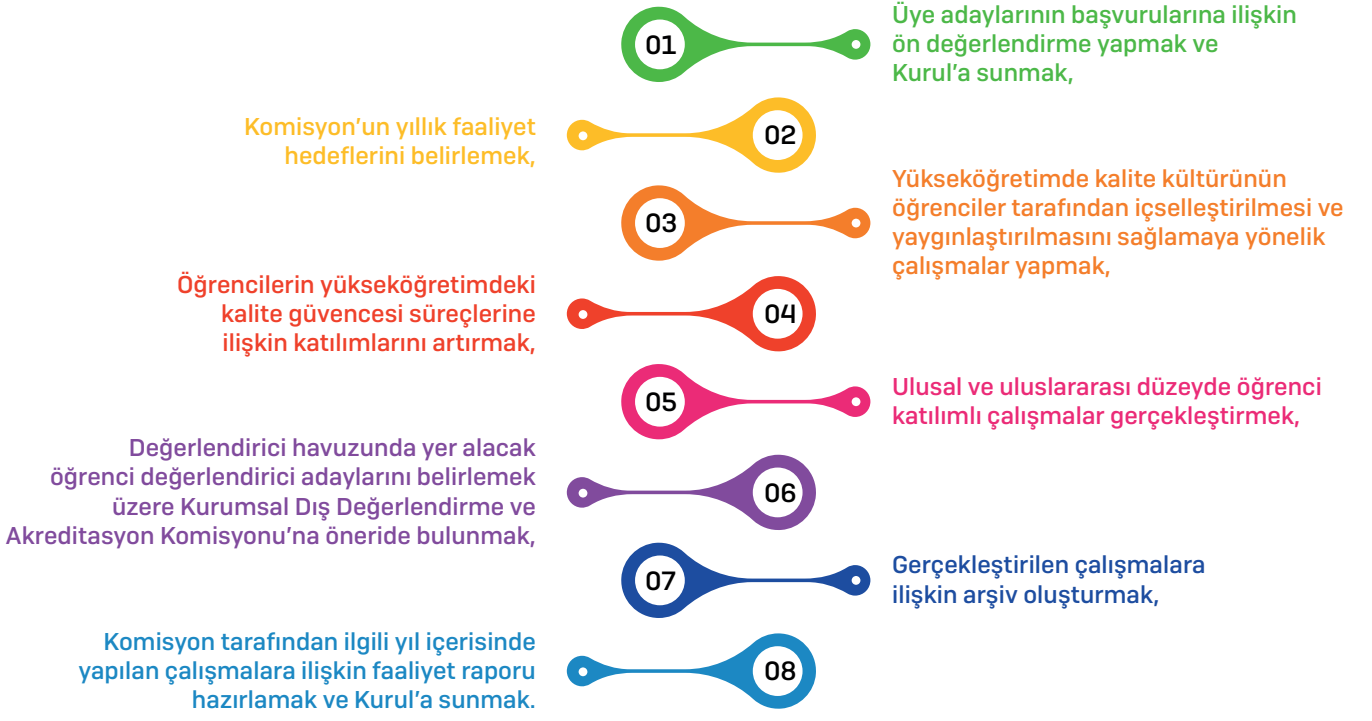 01
Üye adaylarının başvurularına ilişkin
ön değerlendirme yapmak ve
Kurul'a sunmak,
Komisyon'un yıllık faaliyet
hedeflerini belirlemek,
02
03
Yükseköğretimde kalite kültürünün
öğrenciler tarafından içselleştirilmesi ve
yaygınlaştırılmasını sağlamaya yönelik
çalışmalar yapmak,
Öğrencilerin yükseköğretimdeki
kalite güvencesi süreçlerine
ilişkin katılımlarını artırmak,
04
05
Ulusal ve uluslararası düzeyde öğrenci
katılımlı çalışmalar gerçekleştirmek,
Değerlendirici havuzunda yer alacak
öğrenci değerlendirici adaylarını belirlemek
üzere Kurumsal Dış Değerlendirme ve
Akreditasyon Komisyonu'na öneride bulunmak,
06
07
Gerçekleştirilen çalışmalara
ilişkin arşiv oluşturmak,
Komisyon tarafından ilgili yıl içerisinde
yapılan çalışmalara ilişkin faaliyet raporu
hazırlamak ve Kurul'a sunmak.
08